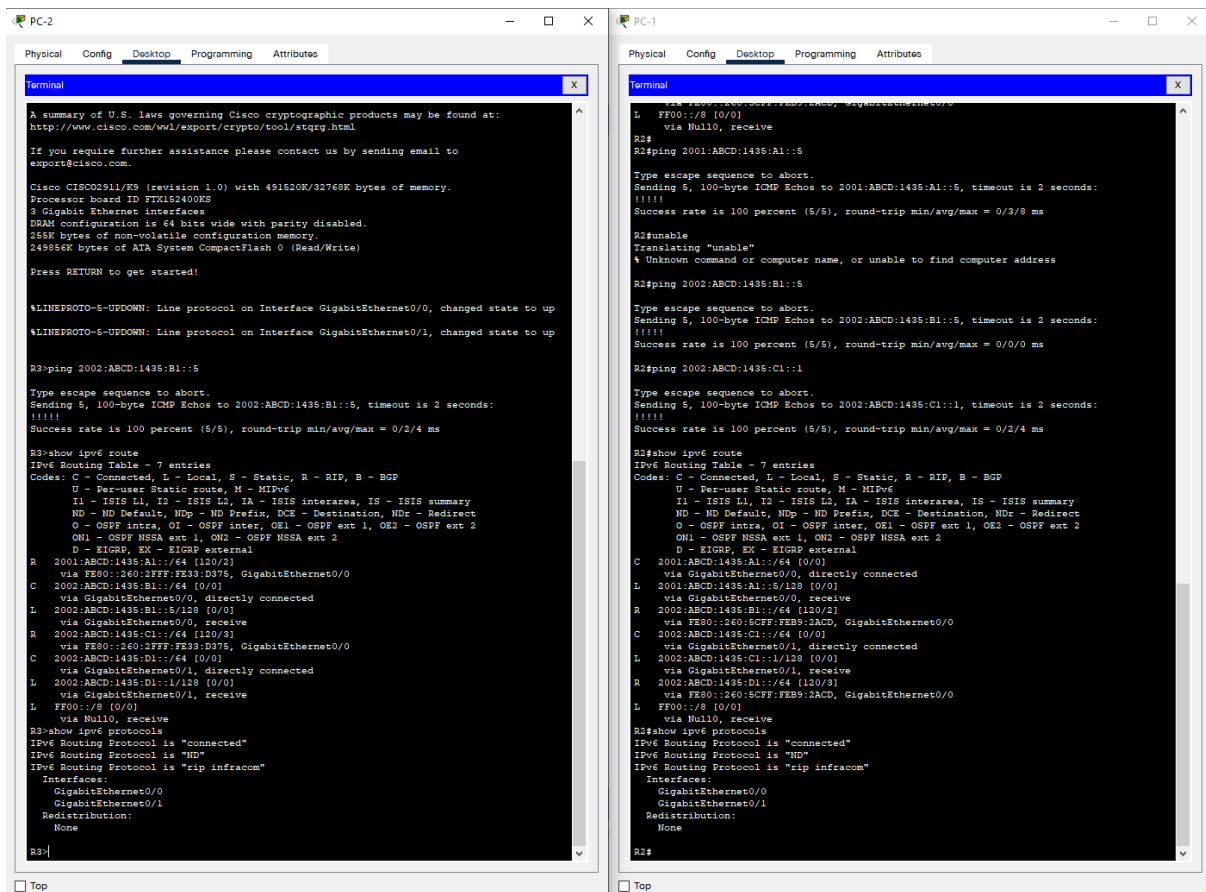 PC-2
Physical Config Desktop Programming Attributes
Terminal X
A summary of U.S. laws governing Cisco cryptographic products may be found at:
http://www.cisco.com/wwl/export/crypto/tool/stqrg.html
If you require further assistance please contact us by sending email to
export@cisco.com.
Cisco CISCO2911/K9 (revision 1.0) with 491520K/32768K bytes of memory.
Processor board ID FTX152400KS
3 Gigabit Ethernet interfaces
DRAM configuration is 64 bits wide with parity disabled.
255K bytes of non-volatile configuration memory.
249856K bytes of ATA System CompactFlash 0 (Read/Write)
Press RETURN to get started!
%LINEPROTO-5-UPDOWN: Line protocol on Interface GigabitEthernet0/0, changed state to up
%LINEPROTO-5-UPDOWN: Line protocol on Interface GigabitEthernet0/1, changed state to up
R3>ping 2002:ABCD:1435:B1::5
Type escape sequence to abort.
Sending 5, 100-byte ICMP Echos to 2002:ABCD:1435:B1::5, timeout is 2 seconds:
!!!!!
Success rate is 100 percent (5/5), round-trip min/avg/max = 0/2/4 ms
R3>show ipv6 route
IPv6 Routing Table - 7 entries
Codes: C - Connected, L - Local, S - Static, R - RIP, B - BGP
U - Per-user Static route, M - MIPv6
I1 - ISIS L1, I2 - ISIS L2, IA - ISIS interarea, IS - ISIS summary
ND - ND Default, NDp - ND Prefix, DCE - Destination, NDr - Redirect
O - OSPF intra, OI - OSPF inter, OE1 - OSPF ext 1, OE2 - OSPF ext 2
ON1 - OSPF NSSA ext 1, ON2 - OSPF NSSA ext 2
D - EIGRP, EX - EIGRP external
R 2001:ABCD:1435:A1::/64 [120/2]
via FE80::260:2FFF:FE33:D375, GigabitEthernet0/0
C 2002:ABCD:1435:B1::/64 [0/0]
via GigabitEthernet0/0, directly connected
L 2002:ABCD:1435:B1::5/128 [0/0]
via GigabitEthernet0/0, receive
R 2002:ABCD:1435:C1::/64 [120/3]
via FE80::260:2FFF:FE33:D375, GigabitEthernet0/0
C 2002:ABCD:1435:D1::/64 [0/0]
via GigabitEthernet0/1, directly connected
L 2002:ABCD:1435:D1::1/128 [0/0]
via GigabitEthernet0/1, receive
L FF00::/8 [0/0]
via Null0, receive
R3>show ipv6 protocols
IPv6 Routing Protocol is "connected"
IPv6 Routing Protocol is "ND"
IPv6 Routing Protocol is "rip infracom"
Interfaces:
GigabitEthernet0/0
GigabitEthernet0/1
Redistribution:
None
R3>
Top
PC-1
Physical Config Desktop Programming Attributes
Terminal X
via FE80::260:5CFF:FEB9:2ACD, GigabitEthernet0/0
L FF00::/8 [0/0]
via Null0, receive
R2#
R2#ping 2001:ABCD:1435:A1::5
Type escape sequence to abort.
Sending 5, 100-byte ICMP Echos to 2001:ABCD:1435:A1::5, timeout is 2 seconds:
!!!!!
Success rate is 100 percent (5/5), round-trip min/avg/max = 0/3/8 ms
R2#unable
Translating "unable"
% Unknown command or computer name, or unable to find computer address
R2#ping 2002:ABCD:1435:B1::5
Type escape sequence to abort.
Sending 5, 100-byte ICMP Echos to 2002:ABCD:1435:B1::5, timeout is 2 seconds:
!!!!!
Success rate is 100 percent (5/5), round-trip min/avg/max = 0/0/0 ms
R2#ping 2002:ABCD:1435:C1::1
Type escape sequence to abort.
Sending 5, 100-byte ICMP Echos to 2002:ABCD:1435:C1::1, timeout is 2 seconds:
!!!!!
Success rate is 100 percent (5/5), round-trip min/avg/max = 0/2/4 ms
R2#show ipv6 route
IPv6 Routing Table - 7 entries
Codes: C - Connected, L - Local, S - Static, R - RIP, B - BGP
U - Per-user Static route, M - MIPv6
I1 - ISIS L1, I2 - ISIS L2, IA - ISIS interarea, IS - ISIS summary
ND - ND Default, NDp - ND Prefix, DCE - Destination, NDr - Redirect
O - OSPF intra, OI - OSPF inter, OE1 - OSPF ext 1, OE2 - OSPF ext 2
ON1 - OSPF NSSA ext 1, ON2 - OSPF NSSA ext 2
D - EIGRP, EX - EIGRP external
C 2001:ABCD:1435:A1::/64 [0/0]
via GigabitEthernet0/0, directly connected
L 2001:ABCD:1435:A1::5/128 [0/0]
via GigabitEthernet0/0, receive
R 2002:ABCD:1435:B1::/64 [120/2]
via FE80::260:5CFF:FEB9:2ACD, GigabitEthernet0/0
C 2002:ABCD:1435:C1::/64 [0/0]
via GigabitEthernet0/1, directly connected
L 2002:ABCD:1435:C1::1/128 [0/0]
via GigabitEthernet0/1, receive
R 2002:ABCD:1435:D1::/64 [120/3]
via FE80::260:5CFF:FEB9:2ACD, GigabitEthernet0/0
L FF00::/8 [0/0]
via Null0, receive
R2#show ipv6 protocols
IPv6 Routing Protocol is "connected"
IPv6 Routing Protocol is "ND"
IPv6 Routing Protocol is "rip infracom"
Interfaces:
GigabitEthernet0/0
GigabitEthernet0/1
Redistribution:
None
R2#
Top